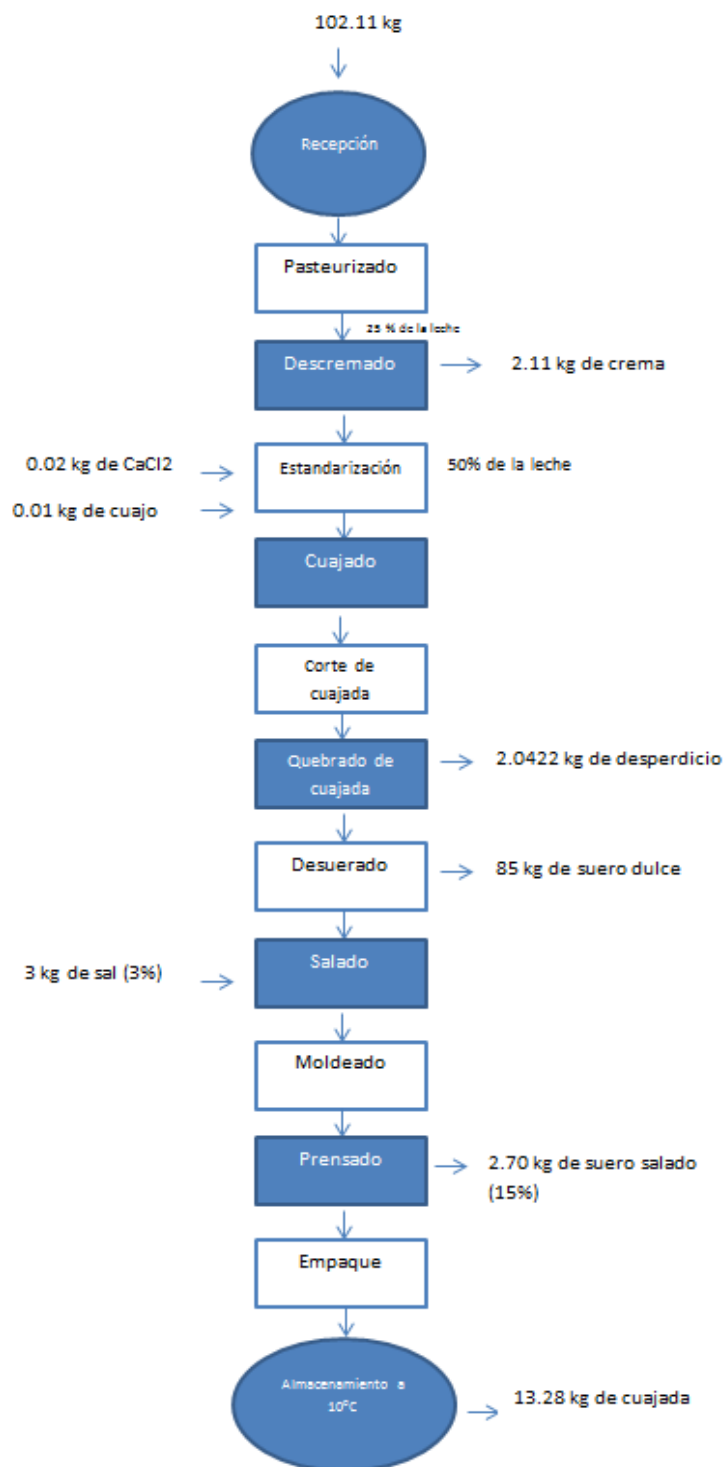 102.11 kg
Recepción
Pasteurizado
25 % de la leche
Descremado
2.11 kg de crema
0.02 kg de CaCl2
Estandarización
50% de la leche
0.01 kg de cuajo
Cuajado
Corte de
cuajada
Quebrado de
cuajada
2.0422 kg de desperdicio
Desuerado
85 kg de suero dulce
Salado
3 kg de sal (3%)
Moldeado
Prensado
2.70 kg de suero salado
(15%)
Empaque
Almacenamiento a
10°C
13.28 kg de cuajada